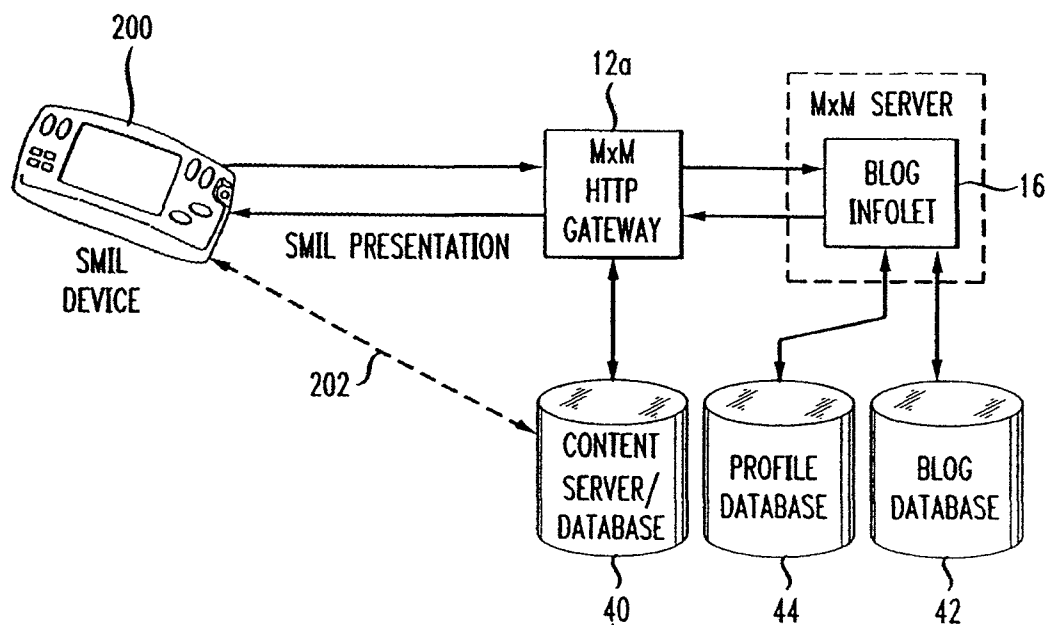 200
12a
MxM SERVER
MxM
HTTP
GATEWAY
BLOG
INFOLET
16
SMIL PRESENTATION
SMIL
DEVICE
202
CONTENT
SERVER/
DATABASE
PROFILE
DATABASE
BLOG
DATABASE
40
44
42